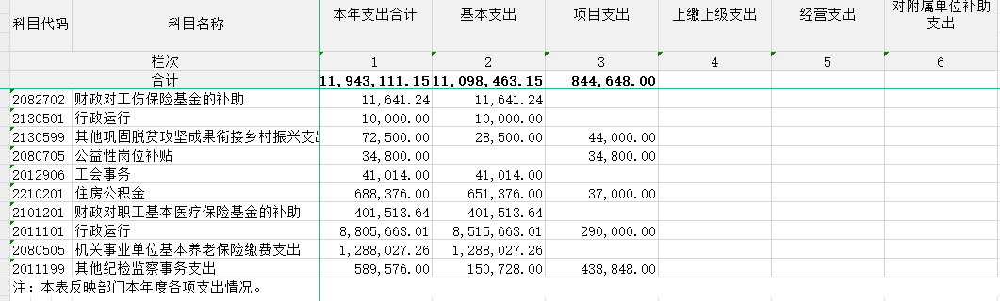 科目代码 科目名称 本年支出合计 基本支出 项目支出 上缴上级支出 经营支出 对附属单位补助支出
栏次 1 2 3 4 5 6
合计 11,943,111.15 11,098,463.15 844,648.00
2082702 财政对工伤保险基金的补助 11,641.24 11,641.24
2130501 行政运行 10,000.00 10,000.00
2130599 其他巩固脱贫攻坚成果衔接乡村振兴支出 72,500.00 28,500.00 44,000.00
2080705 公益性岗位补贴 34,800.00 34,800.00
2012906 工会事务 41,014.00 41,014.00
2210201 住房公积金 688,376.00 651,376.00 37,000.00
2101201 财政对职工基本医疗保险基金的补助 401,513.64 401,513.64
2011101 行政运行 8,805,663.01 8,515,663.01 290,000.00
2080505 机关事业单位基本养老保险缴费支出 1,288,027.26 1,288,027.26
2011199 其他纪检监察事务支出 589,576.00 150,728.00 438,848.00
注：本表反映部门本年度各项支出情况。